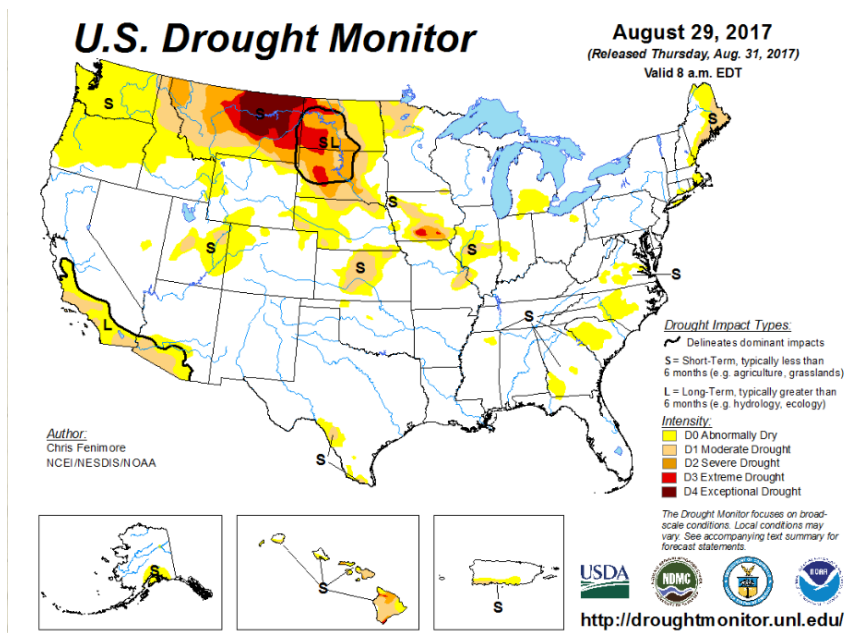 U.S. Drought Monitor
August 29, 2017
(Released Thursday, Aug. 31, 2017)
Valid 8 a.m. EDT
S
S
S L
S
S
S
S
S
S
S
L
S
Drought Impact Types:
Delineates dominant impacts
S = Short-Term, typically less than
6 months (e.g. agriculture, grasslands)
L = Long-Term, typically greater than
6 months (e.g. hydrology, ecology)
Intensity:
D0 Abnormally Dry
D1 Moderate Drought
D2 Severe Drought
D3 Extreme Drought
D4 Exceptional Drought
Author:
Chris Fenimore
NCEI/NESDIS/NOAA
The Drought Monitor focuses on broad-
scale conditions. Local conditions may
vary. See accompanying text summary for
forecast statements.
S
S
S
USDA
NDMC
NOAA
http://droughtmonitor.unl.edu/